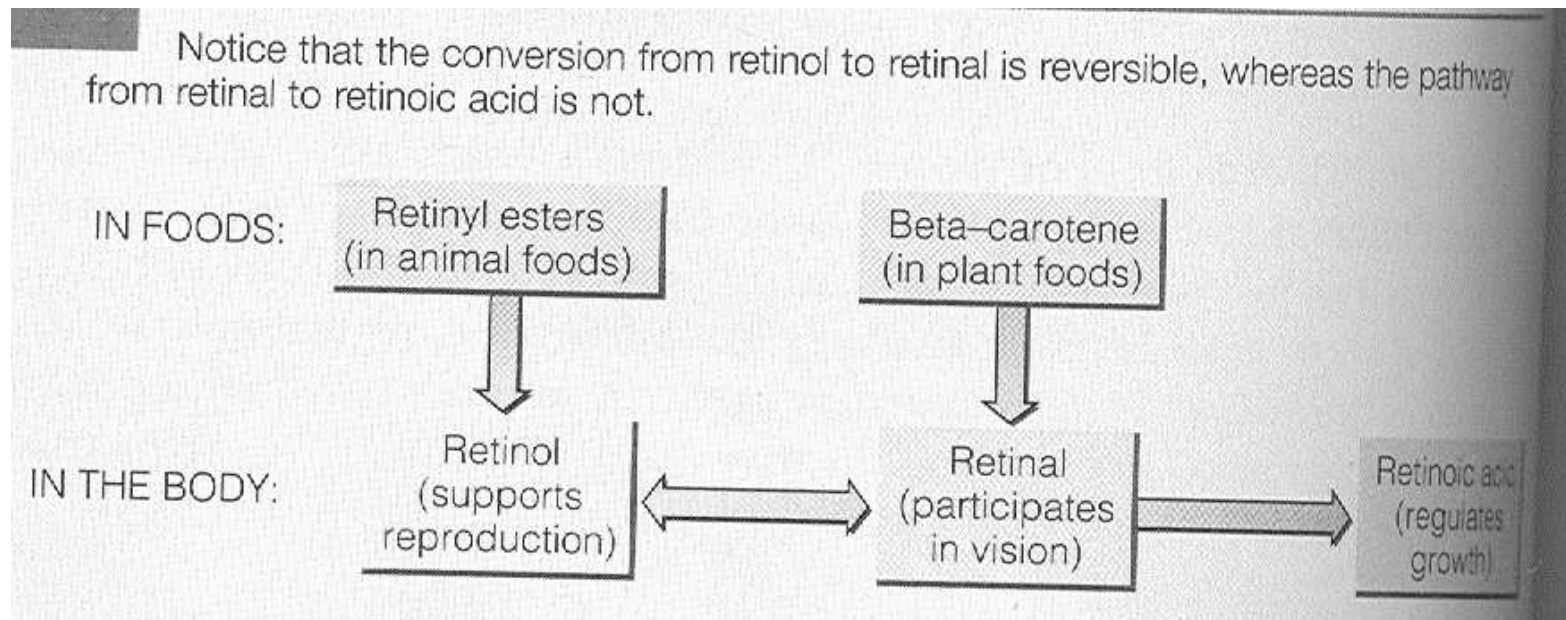 Notice that the conversion from retinol to retinal is reversible, whereas the pathway
from retinal to retinoic acid is not.
IN FOODS:
Retinyl esters
(in animal foods)
Beta–carotene
(in plant foods)
IN THE BODY:
Retinol
(supports
reproduction)
Retinal
(participates
in vision)
Retinoic acid
(regulates
growth)